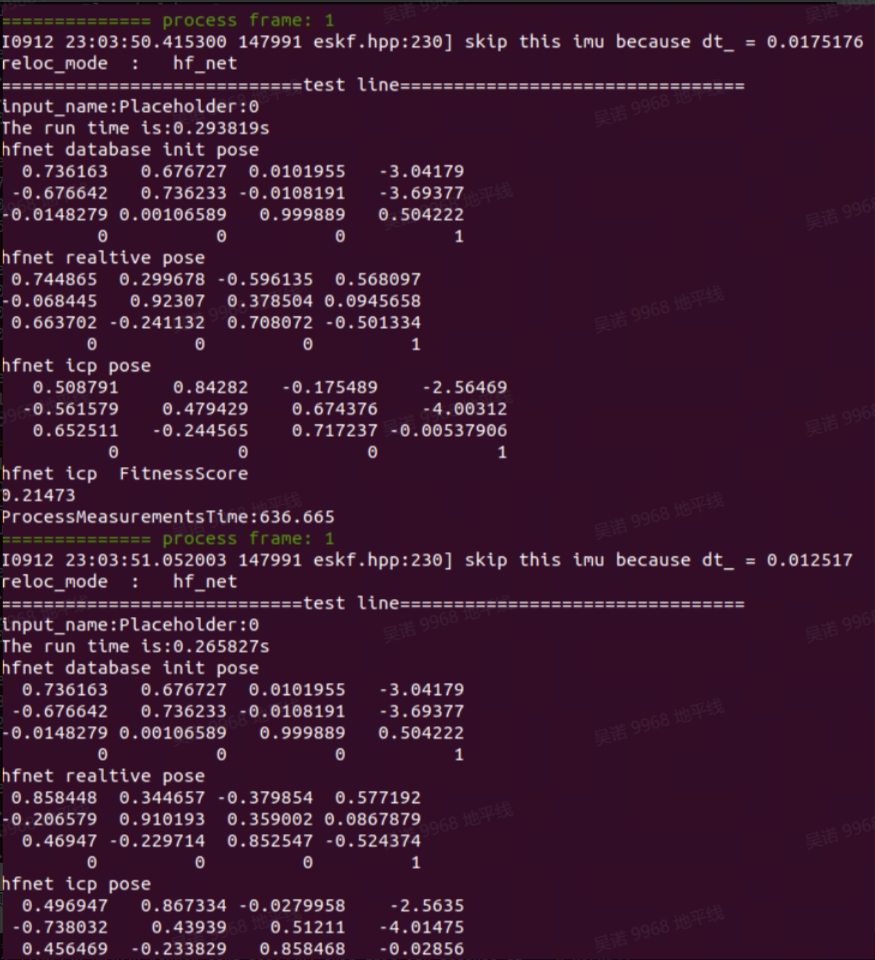 ============== process frame: 1
I0912 23:03:50.415300 147991 eskf.hpp:230] skip this imu because dt_ = 0.0175176
reloc_mode  :   hf_net
============================test line================================
input_name:Placeholder:0
The run time is:0.293819s
hfnet database init pose
  0.736163   0.676727  0.0101955   -3.04179
 -0.676642   0.736233 -0.0108191   -3.69377
-0.0148279 0.00106589   0.999889   0.504222
         0          0          0          1
hfnet realtive pose
 0.744865  0.299678 -0.596135  0.568097
-0.068445   0.92307  0.378504 0.0945658
 0.663702 -0.241132  0.708072 -0.501334
        0         0         0         1
hfnet icp pose
   0.508791     0.84282   -0.175489    -2.56469
  -0.561579    0.479429    0.674376    -4.00312
   0.652511   -0.244565    0.717237 -0.00537906
          0           0           0           1
hfnet icp  FitnessScore
0.21473
ProcessMeasurementsTime:636.665
============== process frame: 1
I0912 23:03:51.052003 147991 eskf.hpp:230] skip this imu because dt_ = 0.012517
reloc_mode  :   hf_net
============================test line================================
input_name:Placeholder:0
The run time is:0.265827s
hfnet database init pose
  0.736163   0.676727  0.0101955   -3.04179
 -0.676642   0.736233 -0.0108191   -3.69377
-0.0148279 0.00106589   0.999889   0.504222
         0          0          0          1
hfnet realtive pose
 0.858448  0.344657 -0.379854  0.577192
-0.206579  0.910193  0.359002 0.0867879
  0.46947 -0.229714  0.852547 -0.524374
        0         0         0         1
hfnet icp pose
  0.496947   0.867334 -0.0279958    -2.5635
 -0.738032    0.43939    0.51211   -4.01475
  0.456469  -0.233829   0.858468   -0.02856
吴诺 9968 地平线